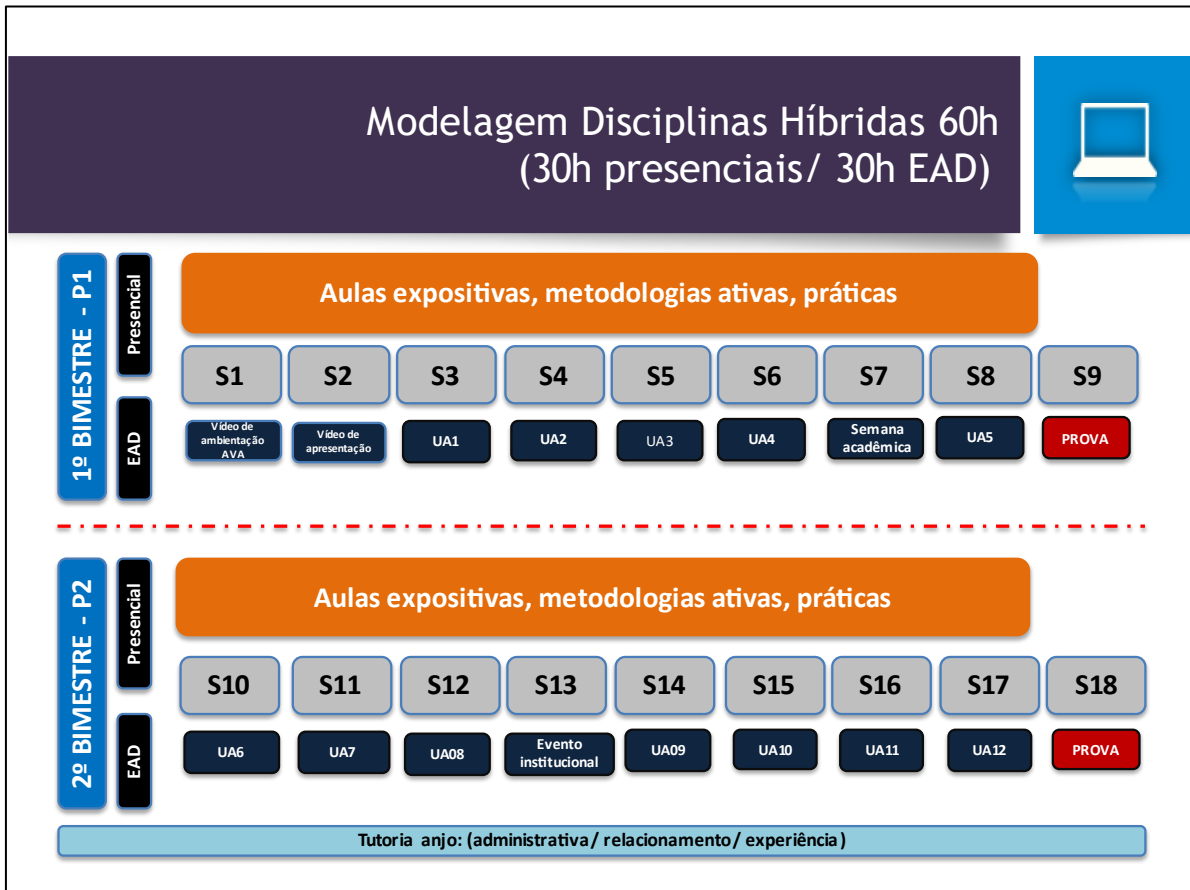 Modelagem Disciplinas Híbridas 60h
(30h presenciais/ 30h EAD)
1º BIMESTRE - P1
Presencial
EAD
Aulas expositivas, metodologias ativas, práticas
S1
S2
S3
S4
S5
S6
S7
S8
S9
Vídeo de
ambientação
AVA
Vídeo de
apresentação
UA1
UA2
UA3
UA4
Semana
acadêmica
UA5
PROVA
2º BIMESTRE - P2
Presencial
EAD
Aulas expositivas, metodologias ativas, práticas
S10
S11
S12
S13
S14
S15
S16
S17
S18
UA6
UA7
UA08
Evento
institucional
UA09
UA10
UA11
UA12
PROVA
Tutoria anjo: (administrativa/ relacionamento/ experiência)